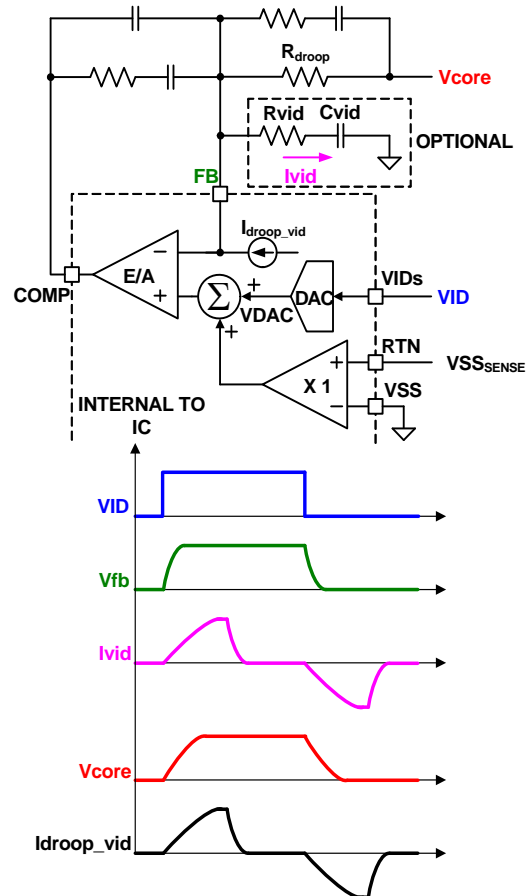 Rdroop
Vcore
Rvid
Cvid
OPTIONAL
Ivid
FB
Idroop_vid
−
E/A
+
COMP
Σ
+
+
VDAC
DAC
VIDs
VID
RTN
+
X 1
VSSSENSE
VSS
−
INTERNAL TO
IC
VID
Vfb
Ivid
Vcore
Idroop_vid